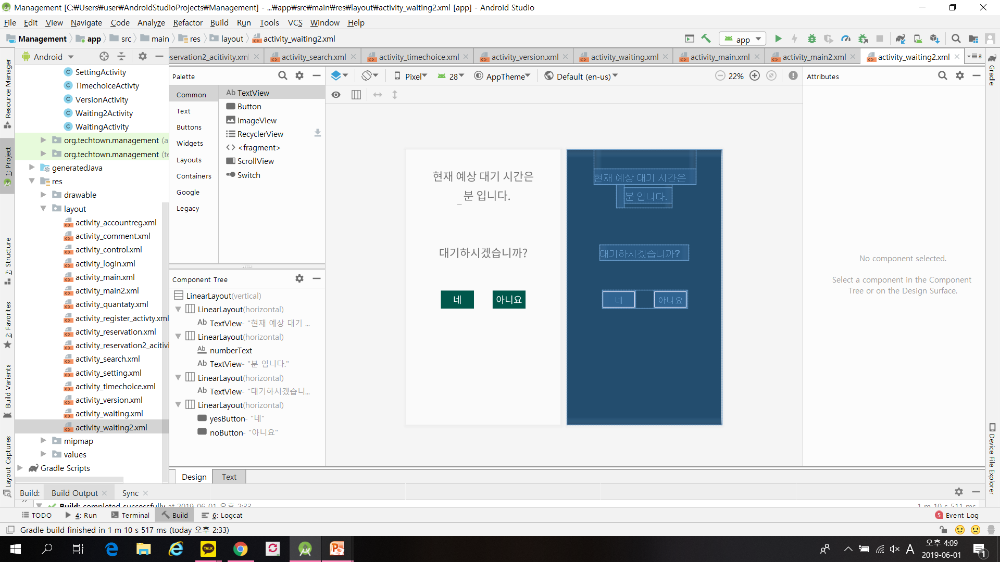 Management [C:₩Users₩user₩AndroidStudioProjects₩Management] - ...₩app₩src₩main₩res₩layout₩activity_waiting2.xml [app] - Android Studio
File Edit View Navigate Code Analyze Refactor Build Run Tools VCS Window Help
Management app src main res layout activity_waiting2.xml
app
Android
eservation2_acitivity.xml activity_search.xml activity_timechoice.xml activity_version.xml activity_waiting.xml activity_main.xml activity_main2.xml activity_waiting2.xml 3
Resource Manager
1: Project
7: Structure
2: Favorites
Build Variants
Layout Captures
SettingActivity
TimechoiceActivty
VersionActivity
Waiting2Activity
WaitingActivity
org.techtown.management (a
org.techtown.management (te
generatedJava
res
drawable
layout
activity_accountreg.xml
activity_comment.xml
activity_control.xml
activity_login.xml
activity_main.xml
activity_main2.xml
activity_quantaty.xml
activity_register_activty.xml
activity_reservation.xml
activity_reservation2_acitivi
activity_search.xml
activity_setting.xml
activity_timechoice.xml
activity_version.xml
activity_waiting.xml
activity_waiting2.xml
mipmap
values
Gradle Scripts
Palette
Common
Text
Buttons
Widgets
Layouts
Containers
Google
Legacy
Ab TextView
Button
ImageView
RecyclerView
<fragment>
ScrollView
Switch
Component Tree
LinearLayout(vertical)
LinearLayout(horizontal)
Ab TextView- "현재 예상 대기 ...
LinearLayout(horizontal)
Ab numberText
Ab TextView- "분 입니다."
LinearLayout(horizontal)
Ab TextView- "대기하시겠습니...
LinearLayout(horizontal)
yesButton- "네"
noButton- "아니요"
Pixel 28 AppTheme Default (en-us) 22%
현재 예상 대기 시간은
분 입니다.
대기하시겠습니까?
네 아니요
현재 예상 대기 시간은
분 입니다.
대기하시겠습니까?
네 아니요
Attributes
No component selected.
Select a component in the Component
Tree or on the Design Surface.
Gradle
Device File Explorer
Design Text
Build: Build Output Sync
Build: completed successfully at 2019-06-01 오후 2:33
1 m 10 s 511 ms
TODO 4: Run Terminal Build 6: Logcat
5 Event Log
Gradle build finished in 1 m 10 s 517 ms (today 오후 2:33)
TALK
A
오후 4:09
2019-06-01
1